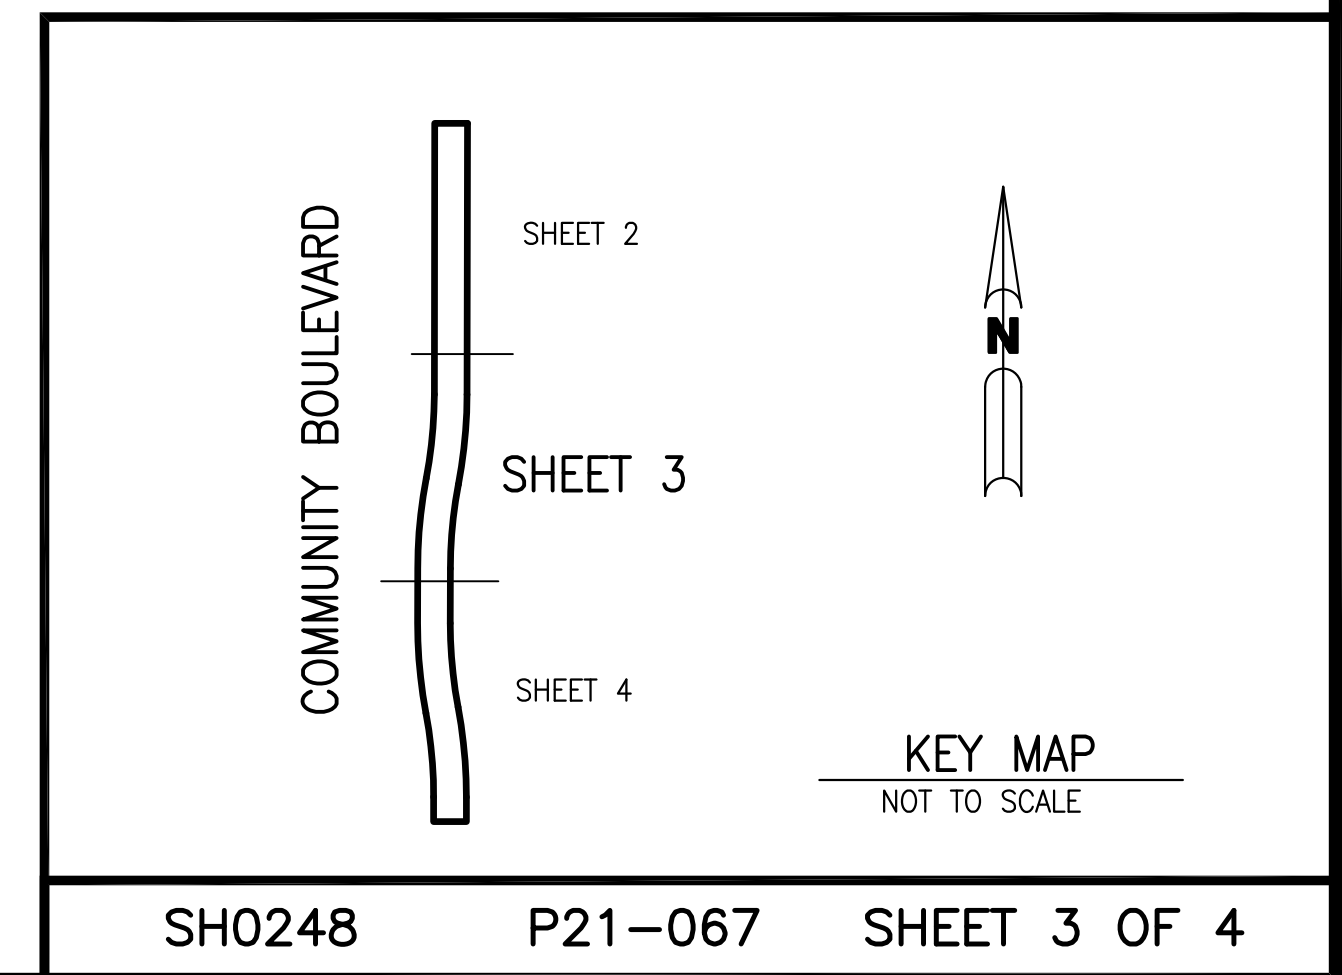 COMMUNITY BOULEVARD
SHEET 2
SHEET 3
SHEET 4
N
KEY MAP
NOT TO SCALE
SH0248 P21-067 SHEET 3 OF 4